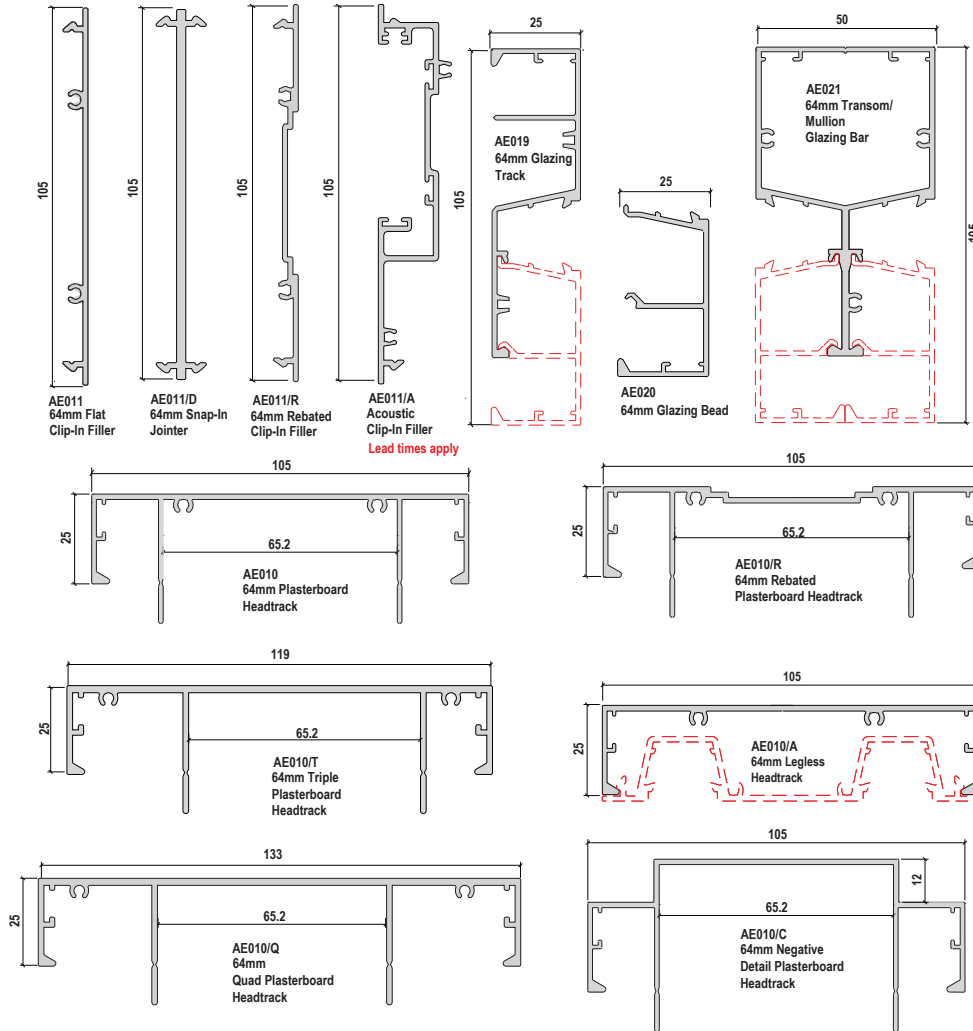 105
AE011
64mm Flat
Clip-In Filler
105
AE011/D
64mm Snap-In
Jointer
105
AE011/R
64mm Rebated
Clip-In Filler
105
AE011/A
Acoustic
Clip-In Filler
Lead times apply
25
105
AE019
64mm Glazing
Track
25
AE020
64mm Glazing Bead
50
105
AE021
64mm Transom/
Mullion
Glazing Bar
105
25
65.2
AE010
64mm Plasterboard
Headtrack
105
25
65.2
AE010/R
64mm Rebated
Plasterboard Headtrack
119
25
65.2
AE010/T
64mm Triple
Plasterboard
Headtrack
105
25
AE010/A
64mm Legless
Headtrack
133
25
65.2
AE010/Q
64mm
Quad Plasterboard
Headtrack
105
12
65.2
AE010/C
64mm Negative
Detail Plasterboard
Headtrack